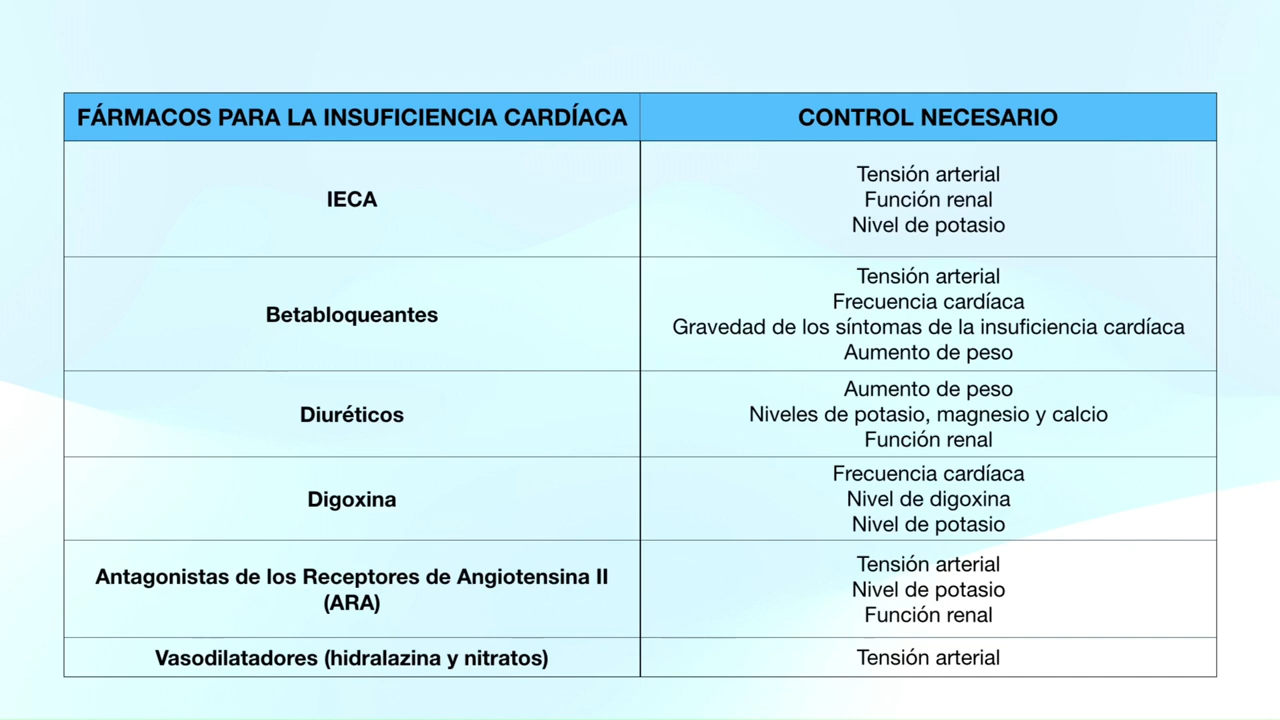 FÁRMACOS PARA LA INSUFICIENCIA CARDÍACA
CONTROL NECESARIO
IECA
Tensión arterial
Función renal
Nivel de potasio
Betabloqueantes
Tensión arterial
Frecuencia cardíaca
Gravedad de los síntomas de la insuficiencia cardíaca
Aumento de peso
Diuréticos
Aumento de peso
Niveles de potasio, magnesio y calcio
Función renal
Digoxina
Frecuencia cardíaca
Nivel de digoxina
Nivel de potasio
Antagonistas de los Receptores de Angiotensina II
(ARA)
Tensión arterial
Nivel de potasio
Función renal
Vasodilatadores (hidralazina y nitratos)
Tensión arterial